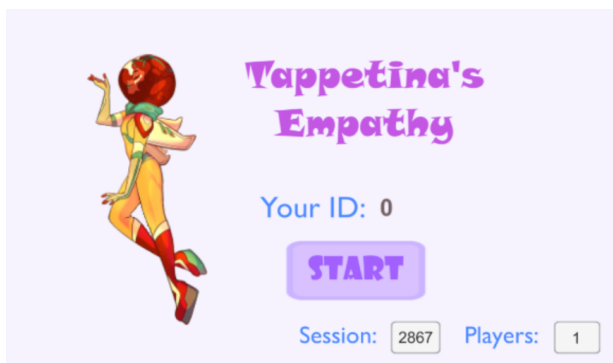 Tappetina's
Empathy
Your ID: 0
START
Session: 2867 Players: 1